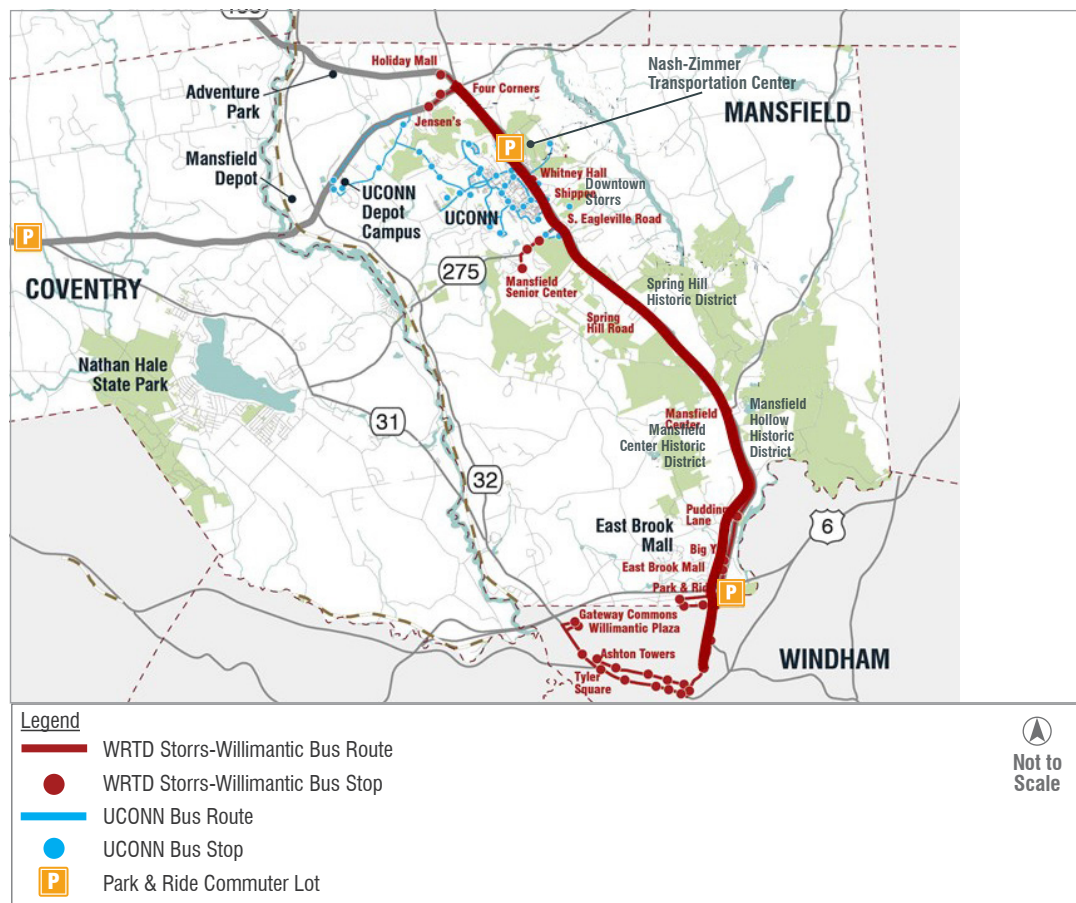 Holiday Mall
Nash-Zimmer
Transportation Center
Adventure
Park
Four Corners
MANSFIELD
Jensen's
P
Mansfield
Depot
Whitney Hall
UCONN
Depot
Campus
Downtown
Storrs
UCONN
S. Eagleville Road
P
275
COVENTRY
Mansfield
Senior Center
Spring Hill
Historic District
Spring
Hill Road
Nathan Hale
State Park
31
Mansfield
Center
Mansfield
Center Historic
District
Mansfield
Hollow
Historic
District
32
Pudding
Lane
6
East Brook
Mall
Big Y
East Brook Mall
Park & Ride
P
Gateway Commons
Willimantic Plaza
Ashton Towers
WINDHAM
Tyler
Square
Legend
WRTD Storrs-Willimantic Bus Route
WRTD Storrs-Willimantic Bus Stop
UCONN Bus Route
UCONN Bus Stop
P
Park & Ride Commuter Lot
Not to
Scale